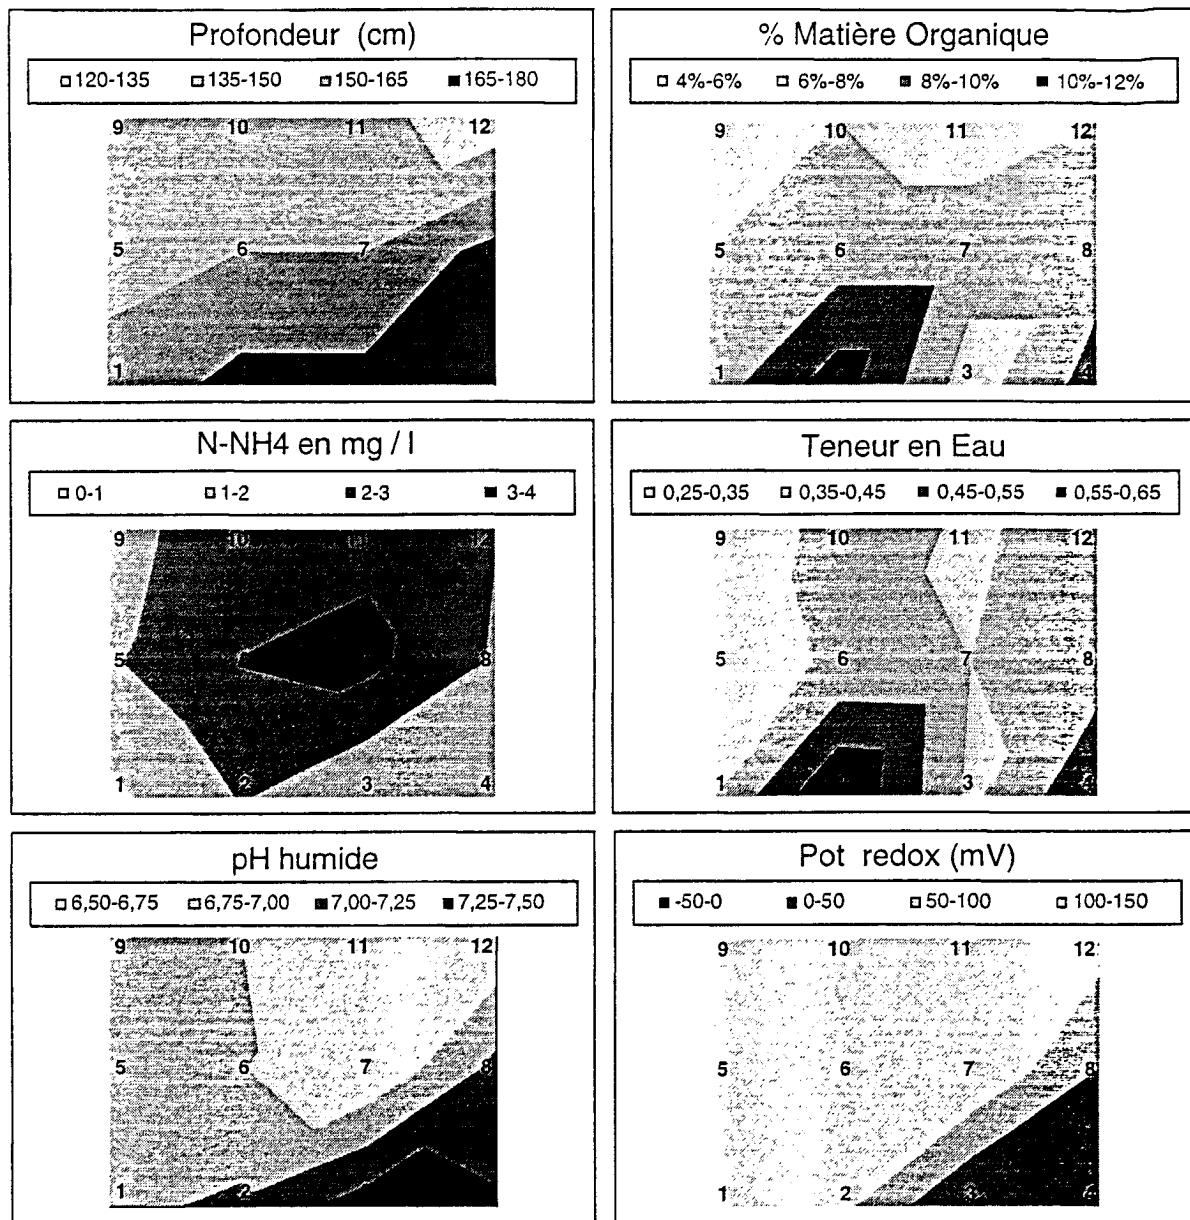 Profondeur (cm)
120-135 135-150 150-165 165-180
9 10 11 12
5 6 7
1
% Matière Organique
4%-6% 6%-8% 8%-10% 10%-12%
9 10 11 12
5 6 7 8
1 3 4
N-NH4 en mg / l
0-1 1-2 2-3 3-4
9 10 11 12
5 8
1 2 3 4
Teneur en Eau
0,25-0,35 0,35-0,45 0,45-0,55 0,55-0,65
9 10 11 12
5 6 7 8
1 3 4
pH humide
6,50-6,75 6,75-7,00 7,00-7,25 7,25-7,50
9 10 11 12
5 6 7 8
1 2
Pot redox (mV)
-50-0 0-50 50-100 100-150
9 10 11 12
5 6 7 8
1 2 3 4